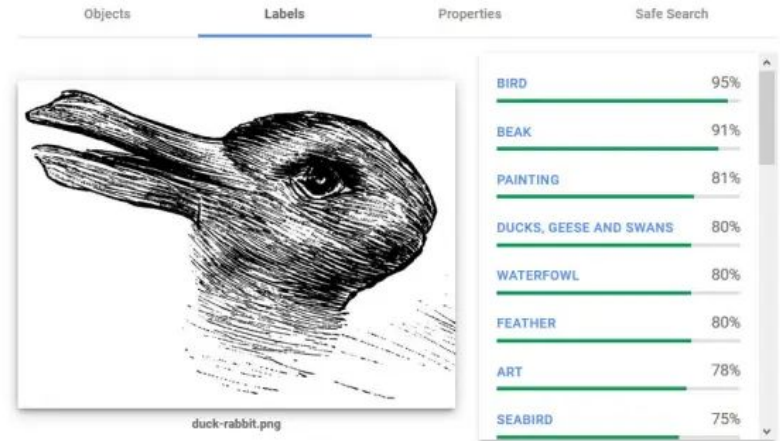 Objects Labels Properties Safe Search
BIRD 95%
BEAK 91%
PAINTING 81%
DUCKS, GEESE AND SWANS 80%
WATERFOWL 80%
FEATHER 80%
ART 78%
SEABIRD 75%
duck-rabbit.png